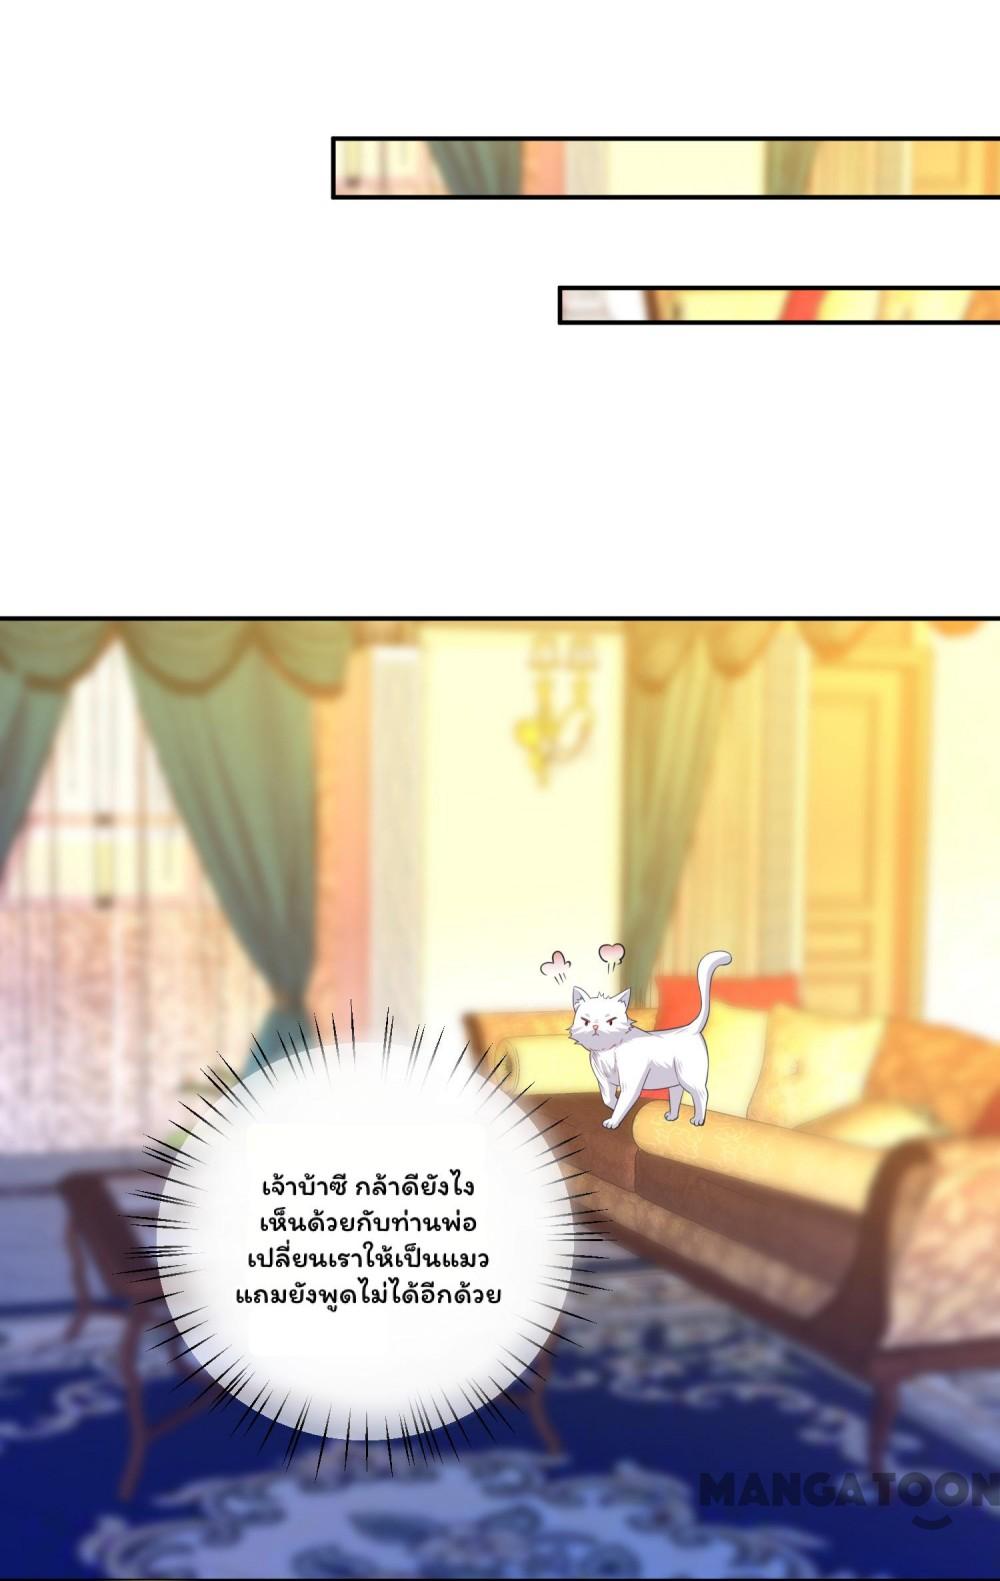 เจ้าบ้าซี กล้าดียังไง
เห็นด้วยกับท่านพ่อ
เปลี่ยนเราให้เป็นแมว
แถมยังพูดไม่ได้อีกด้วย
MANGATOON